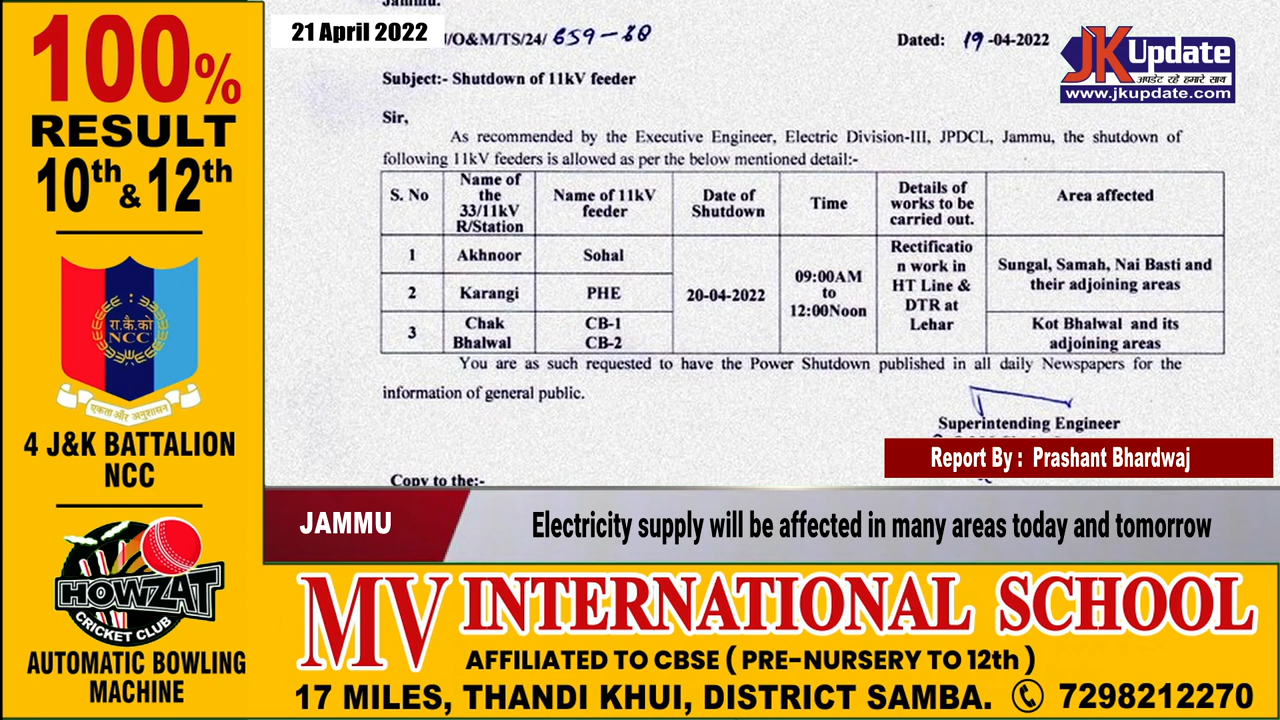 100%
RESULT
10th & 12th
रा.कै.को
NCC
एकता और अनुशासन
4 J&K BATTALION
NCC
HOWZAT
CRICKET CLUB
AUTOMATIC BOWLING
MACHINE
Jammu.
21 April 2022
/O&M/TS/24/ 659-60
Dated: 19-04-2022
JK Update
अपडेट रहें हमारे साथ
www.jkupdate.com
Subject:- Shutdown of 11kV feeder
Sir,
As recommended by the Executive Engineer, Electric Division-III, JPDCL, Jammu, the shutdown of
following 11kV feeders is allowed as per the below mentioned detail:-
S. No
Name of
the
33/11kV
R/Station
Name of 11kV
feeder
Date of
Shutdown
Time
Details of
works to be
carried out.
Area affected
1
Akhnoor
Sohal
2
Karangi
PHE
3
Chak
Bhalwal
CB-1
CB-2
20-04-2022
09:00AM
to
12:00Noon
Rectificatio
n work in
HT Line &
DTR at
Lehar
Sungal, Samah, Nai Basti and
their adjoining areas
Kot Bhalwal and its
adjoining areas
You are as such requested to have the Power Shutdown published in all daily Newspapers for the
information of general public.
Superintending Engineer
Report By : Prashant Bhardwaj
Copy to the:-
JAMMU
Electricity supply will be affected in many areas today and tomorrow
MV INTERNATIONAL SCHOOL
AFFILIATED TO CBSE ( PRE-NURSERY TO 12th )
17 MILES, THANDI KHUI, DISTRICT SAMBA. 7298212270